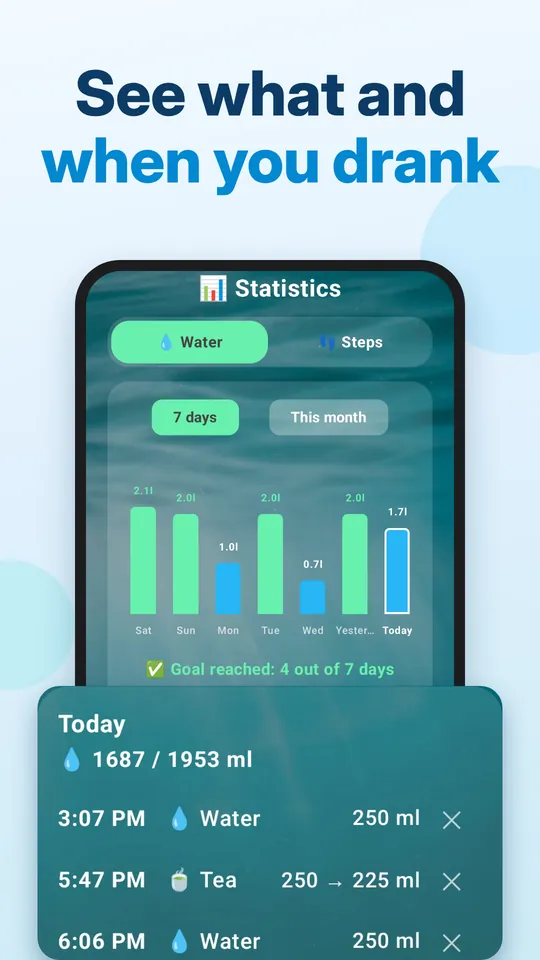 See what and
when you drank
Statistics
Water
Steps
7 days
This month
2.1l
2.0l
1.0l
2.0l
0.7l
2.0l
1.7l
Sat
Sun
Mon
Tue
Wed
Yester...
Today
Goal reached: 4 out of 7 days
Today
1687 / 1953 ml
3:07 PM Water 250 ml
5:47 PM Tea 250 → 225 ml
6:06 PM Water 250 ml